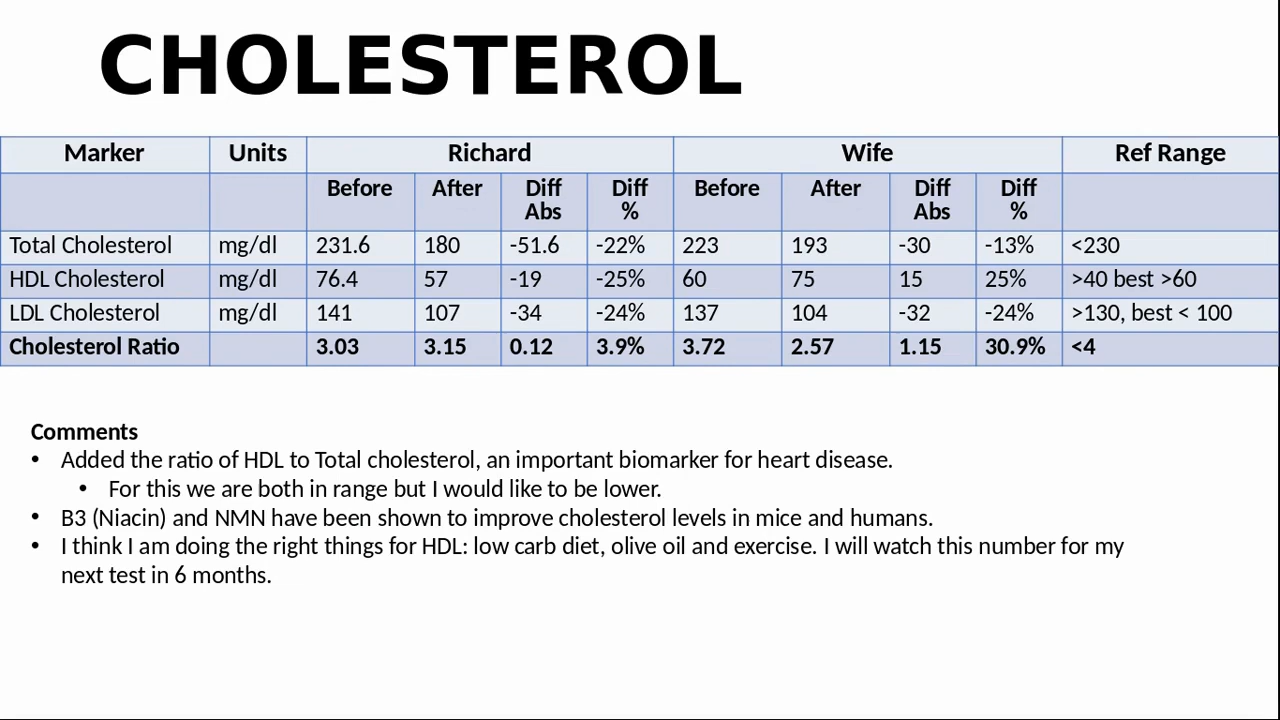 CHOLESTEROL
Marker Units Richard Wife Ref Range
Before After Diff Abs Diff % Before After Diff Abs Diff %
Total Cholesterol mg/dl 231.6 180 -51.6 -22% 223 193 -30 -13% <230
HDL Cholesterol mg/dl 76.4 57 -19 -25% 60 75 15 25% >40 best >60
LDL Cholesterol mg/dl 141 107 -34 -24% 137 104 -32 -24% >130, best < 100
Cholesterol Ratio 3.03 3.15 0.12 3.9% 3.72 2.57 1.15 30.9% <4
Comments
• Added the ratio of HDL to Total cholesterol, an important biomarker for heart disease.
• For this we are both in range but I would like to be lower.
• B3 (Niacin) and NMN have been shown to improve cholesterol levels in mice and humans.
• I think I am doing the right things for HDL: low carb diet, olive oil and exercise. I will watch this number for my
next test in 6 months.